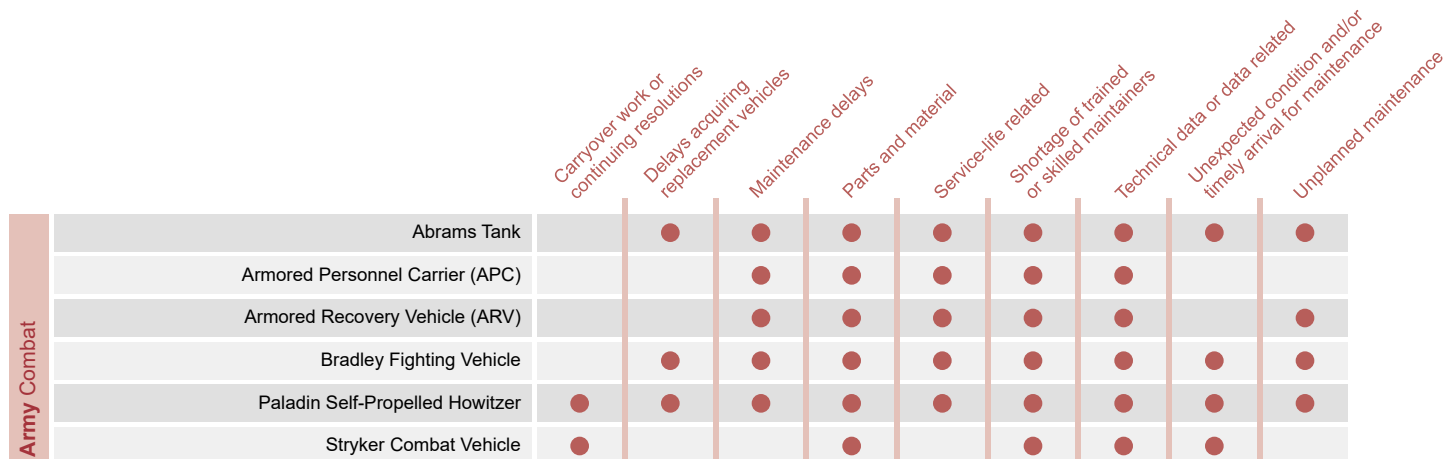 Carryover work or
continuing resolutions
Delays acquiring
replacement vehicles
Maintenance delays
Parts and material
Service-life related
Shortage of trained
or skilled maintainers
Technical data or data related
Unexpected condition and/or
timely arrival for maintenance
Unplanned maintenance
Army Combat
Abrams Tank
Armored Personnel Carrier (APC)
Armored Recovery Vehicle (ARV)
Bradley Fighting Vehicle
Paladin Self-Propelled Howitzer
Stryker Combat Vehicle